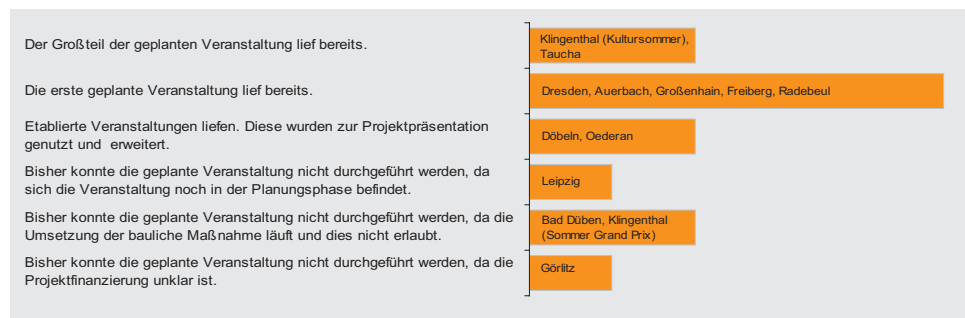 Der Großteil der geplanten Veranstaltung lief bereits.
Klingenthal (Kultursommer),
Taucha
Die erste geplante Veranstaltung lief bereits.
Dresden, Auerbach, Großenhain, Freiberg, Radebeul
Etablierte Veranstaltungen liefen. Diese wurden zur Projektpräsentation
genutzt und erweitert.
Döbeln, Oederan
Bisher konnte die geplante Veranstaltung nicht durchgeführt werden, da
sich die Veranstaltung noch in der Planungsphase befindet.
Leipzig
Bisher konnte die geplante Veranstaltung nicht durchgeführt werden, da die
Umsetzung der bauliche Maßnahme läuft und dies nicht erlaubt.
Bad Düben, Klingenthal
(Sommer Grand Prix)
Bisher konnte die geplante Veranstaltung nicht durchgeführt werden, da die
Projektfinanzierung unklar ist.
Görlitz